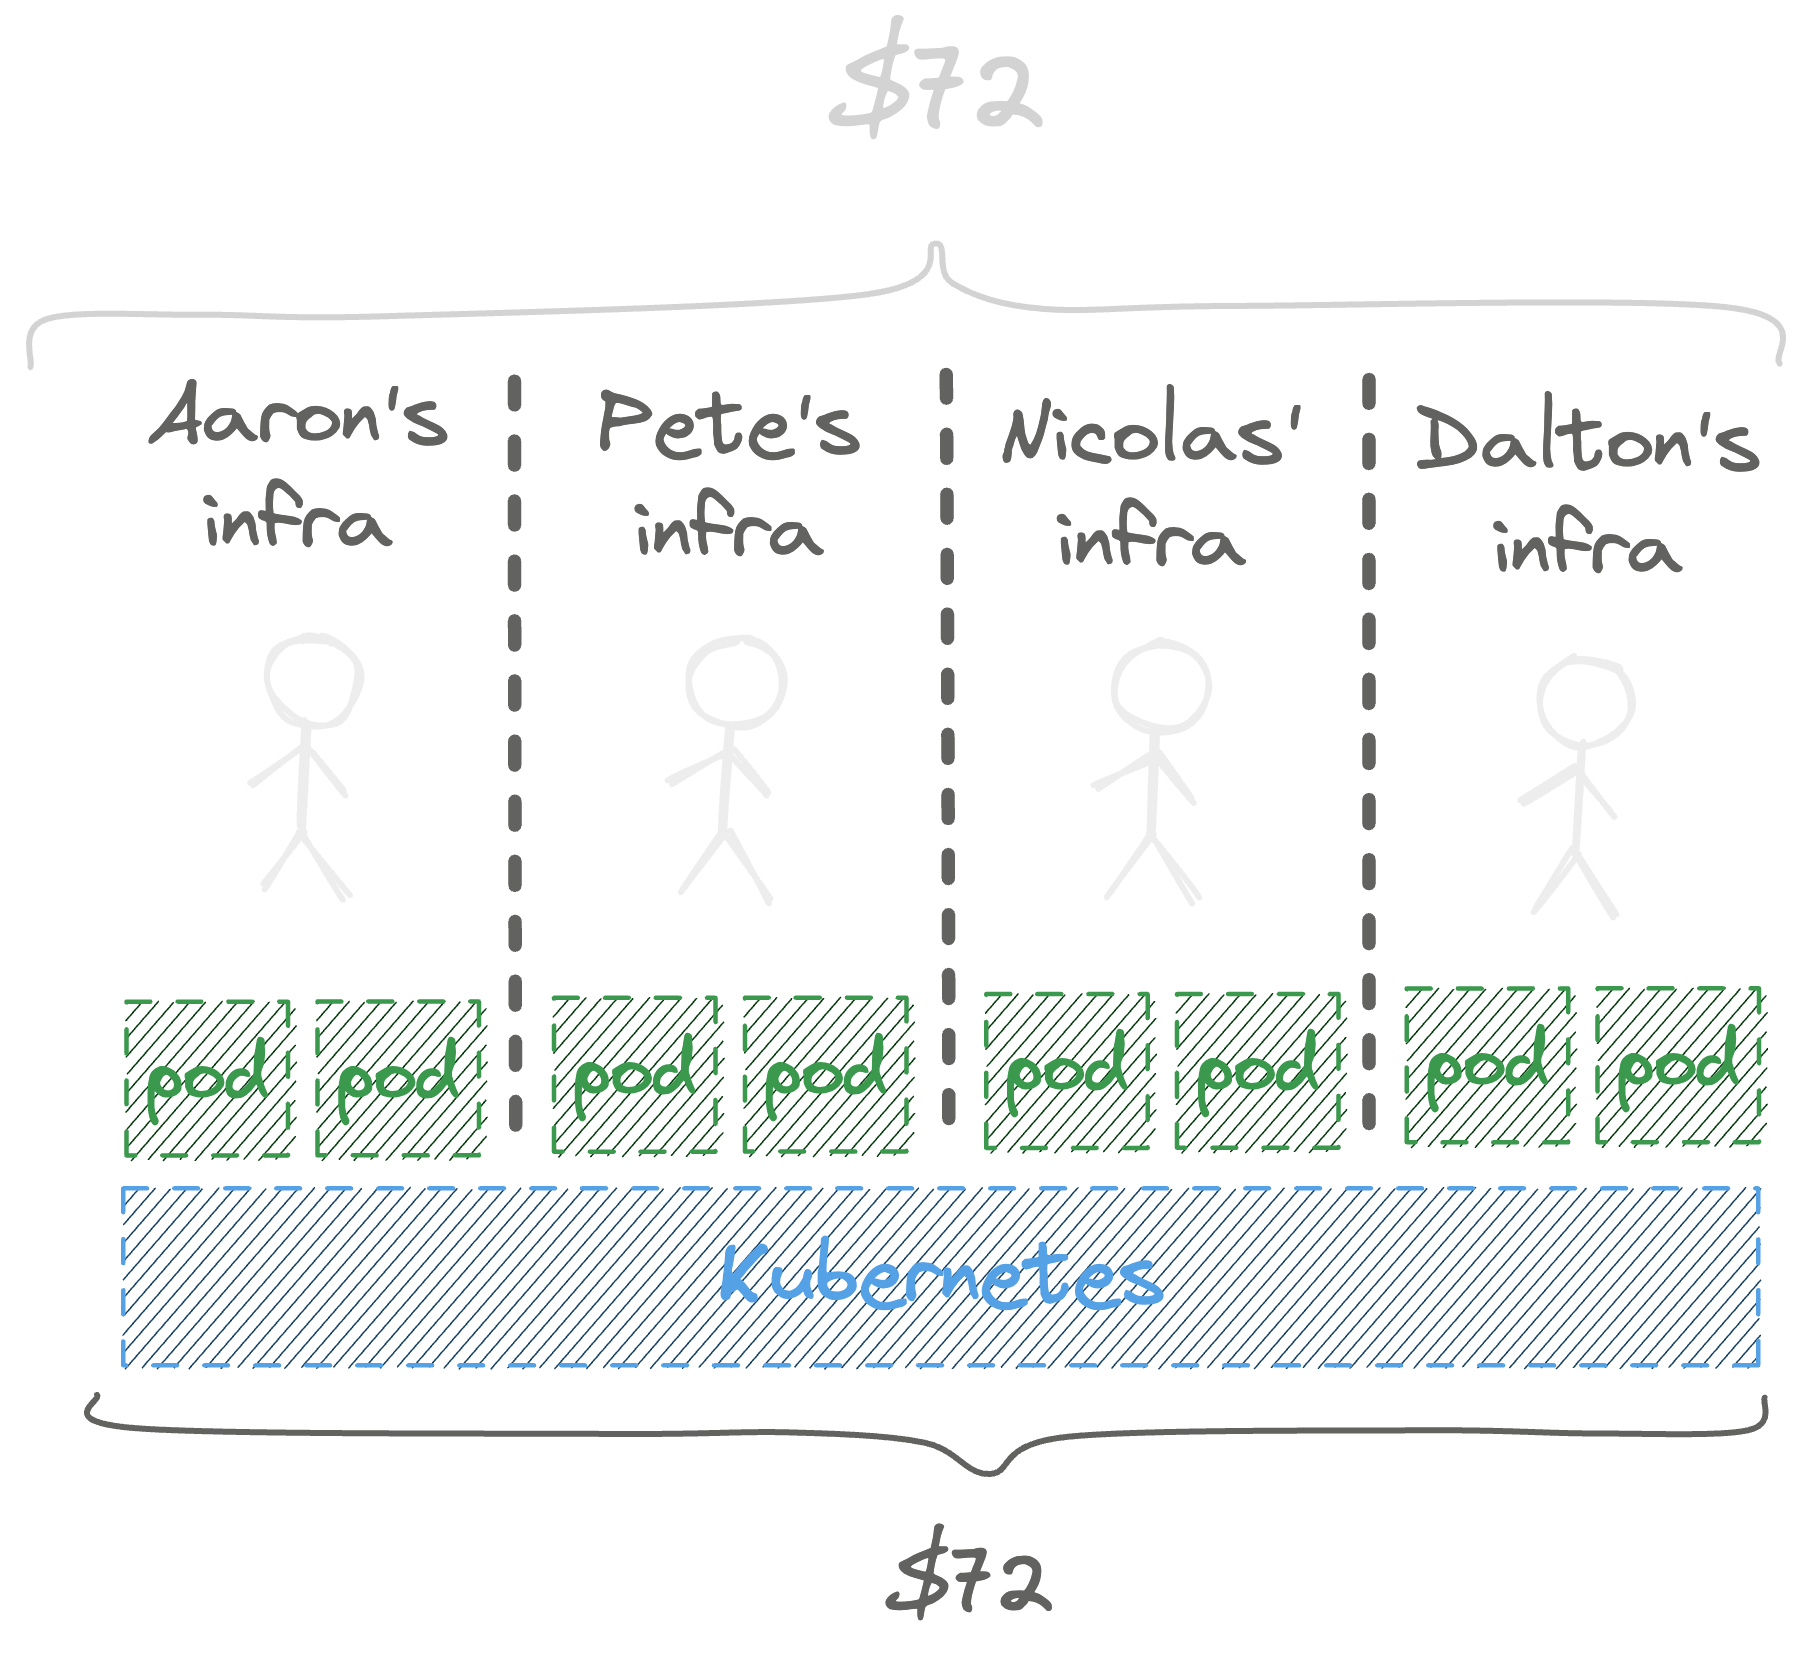 $72
Aaron's
infra
Pete's
infra
Nicolas'
infra
Dalton's
infra
pod
pod
pod
pod
pod
pod
pod
pod
Kubernetes
$72